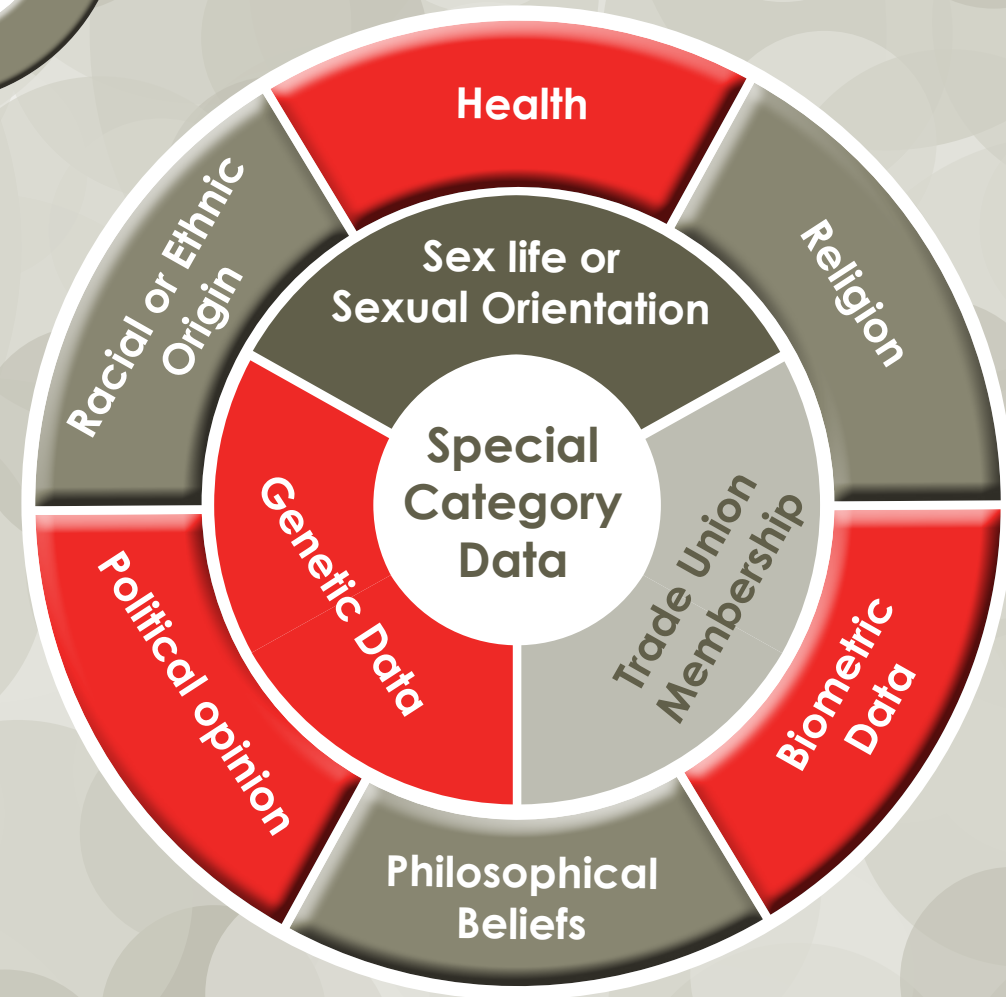 Health
Religion
Biometric
Data
Philosophical
Beliefs
Political opinion
Racial or Ethnic
Origin
Sex life or
Sexual Orientation
Trade Union
Membership
Genetic Data
Special
Category
Data